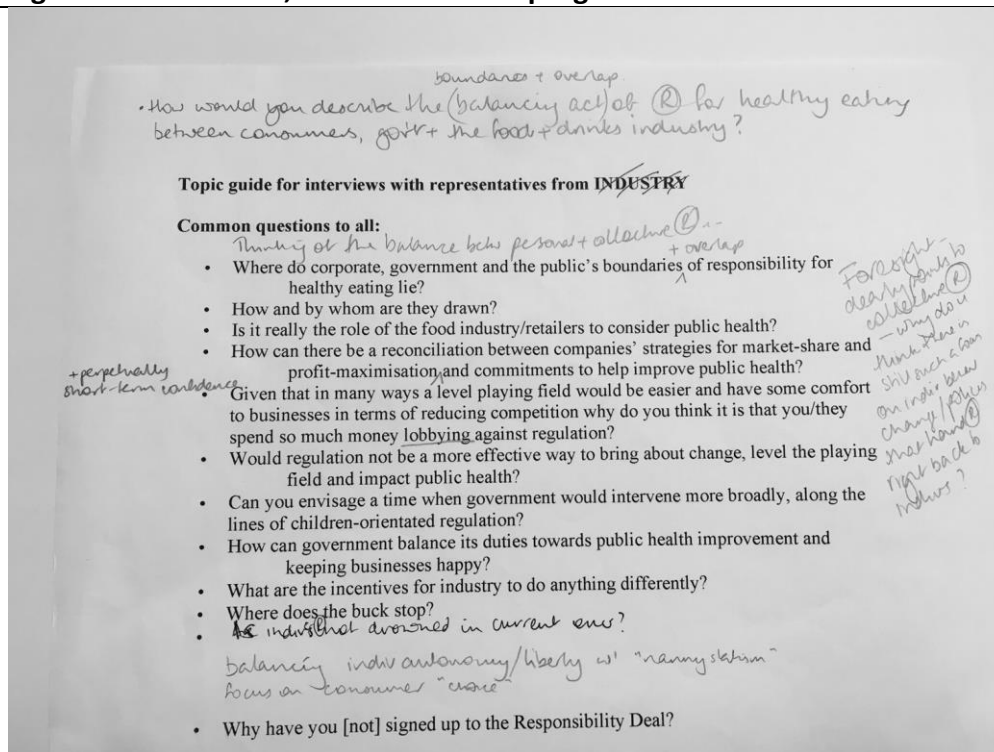 boundaries + overlap
• How would you describe the (balancing act) of Ⓡ for healthy eating
between consumers, gov't + the food + drinks industry?
Topic guide for interviews with representatives from INDUSTRY
Common questions to all:
Thinking of the balance betw personal + collective Ⓡ...
+ overlap
• Where do corporate, government and the public's boundaries of responsibility for
healthy eating lie?
• How and by whom are they drawn?
• Is it really the role of the food industry/retailers to consider public health?
• How can there be a reconciliation between companies' strategies for market-share and
profit-maximisation and commitments to help improve public health?
+ perpetually
short-term confidence
• Given that in many ways a level playing field would be easier and have some comfort
to businesses in terms of reducing competition why do you think it is that you/they
spend so much money lobbying against regulation?
• Would regulation not be a more effective way to bring about change, level the playing
field and impact public health?
• Can you envisage a time when government would intervene more broadly, along the
lines of children-orientated regulation?
• How can government balance its duties towards public health improvement and
keeping businesses happy?
• What are the incentives for industry to do anything differently?
• Where does the buck stop?
• indivs not drowned in current env?
balancing indiv autonomy/liberty w' "nanny statism"
focus on consumer "choice"
• Why have you [not] signed up to the Responsibility Deal?
Foresight -
clearly points to
collective Ⓡ
- why do u
think there is
still such a
on indiv behav
change/policies
that hand Ⓡ
right back to
indivs?